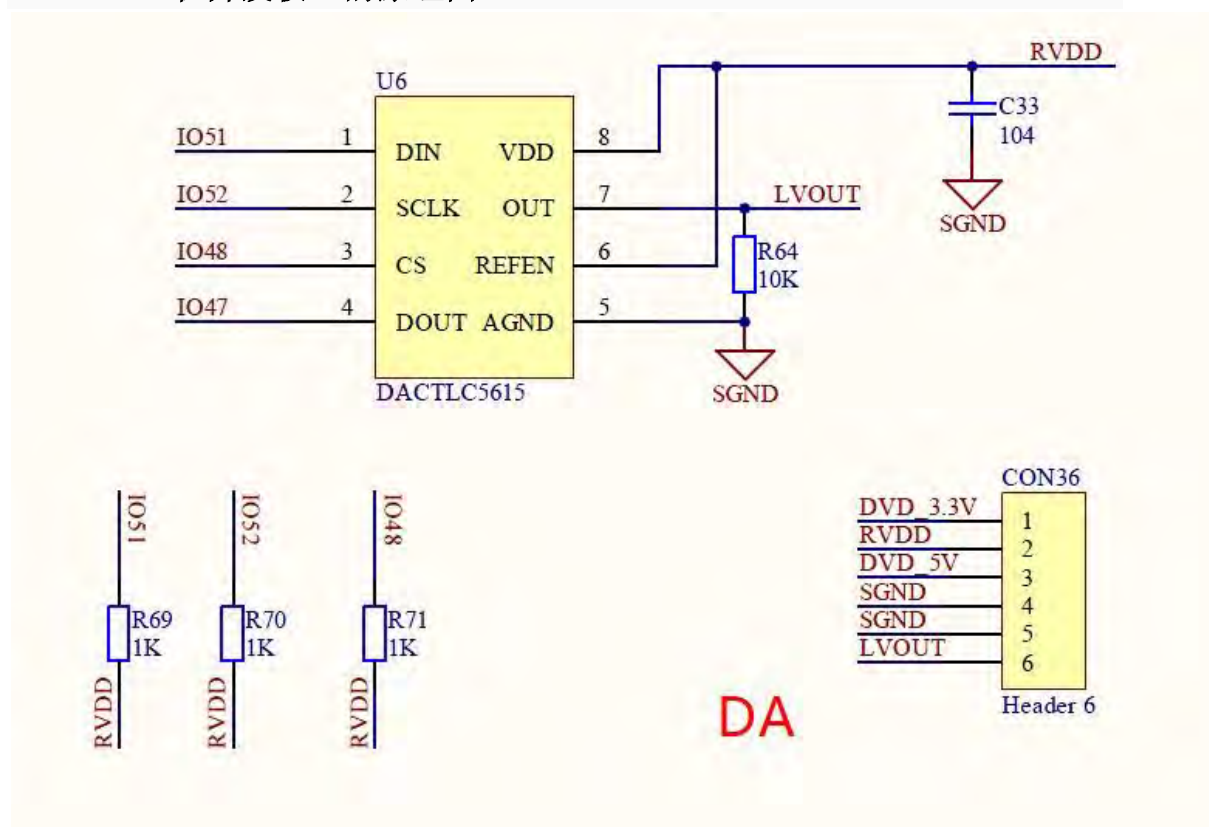 RVDD
U6
C33
104
SGND
IO51 1 DIN VDD 8
IO52 2 SCLK OUT 7 LVOUT
IO48 3 CS REFEN 6
IO47 4 DOUT AGND 5
R64
10K
DACTLC5615
SGND
IO51
R69
1K
RVDD
IO52
R70
1K
RVDD
IO48
R71
1K
RVDD
CON36
DVD_3.3V 1
RVDD 2
DVD_5V 3
SGND 4
SGND 5
LVOUT 6
Header 6
DA